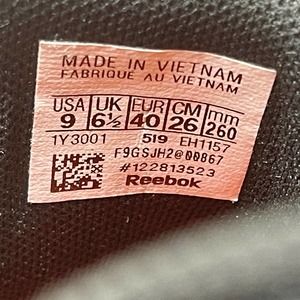 MADE IN VIETNAM
FABRIQUE AU VIETNAM
USA UK EUR CM mm
9 6½ 40 26 260
1Y3001 519 EH1157
F9GSJH2@00867
#122813523
Reebok